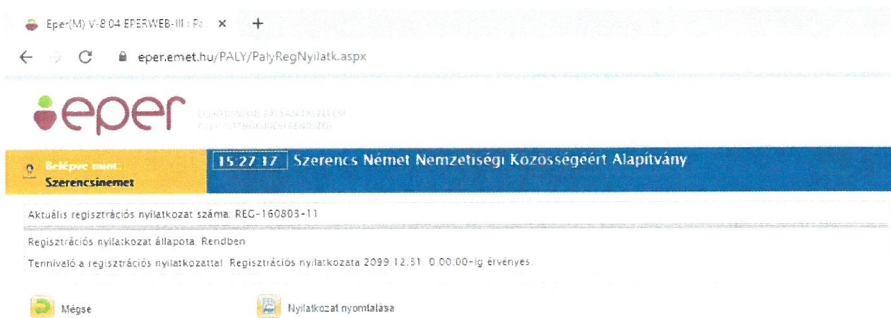 Eper(M) V-8.04 EPERWEB-III : Pa
eper.emet.hu/PALY/PalyRegNyilatk.aspx
eper
Belépve mint:
Szerencsinemet
15:27:17 Szerencs Német Nemzetiségi Közösségéért Alapítvány
Aktuális regisztrációs nyilatkozat száma: REG-160803-11
Regisztrációs nyilatkozat állapota: Rendben
Tennivaló a regisztrációs nyilatkozattal: Regisztrációs nyilatkozata 2099.12.31. 0:00:00-ig érvényes.
Mégse
Nyilatkozat nyomtatása